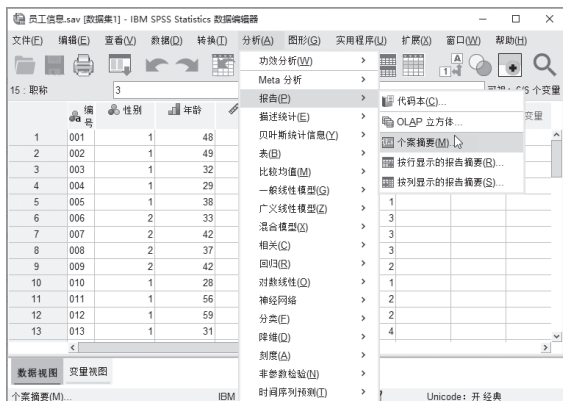 员工信息.sav [数据集1] - IBM SPSS Statistics 数据编辑器
文件(F) 编辑(E) 查看(V) 数据(D) 转换(T) 分析(A) 图形(G) 实用程序(U) 扩展(X) 窗口(W) 帮助(H)
15 : 职称 3 个变量
编号 性别 年龄 变量
1 001 1 48
2 002 1 49
3 003 1 32
4 004 1 29
5 005 1 38 1
6 006 2 33 3
7 007 2 42 3
8 008 2 37 3
9 009 2 42 2
10 010 1 28 1
11 011 1 56 2
12 012 1 59 2
13 013 1 31 4
功效分析(W)
Meta 分析
报告(P)
描述统计(E)
贝叶斯统计信息(Y)
表(B)
比较均值(M)
一般线性模型(G)
广义线性模型(Z)
混合模型(X)
相关(C)
回归(R)
对数线性(O)
神经网络
分类(F)
降维(D)
刻度(A)
非参数检验(N)
时间序列预测(T)
代码本(C)...
OLAP 立方体...
个案摘要(M)...
按行显示的报告摘要(R)...
按列显示的报告摘要(S)...
数据视图 变量视图
个案摘要(M)... IBM Unicode: 开 经典